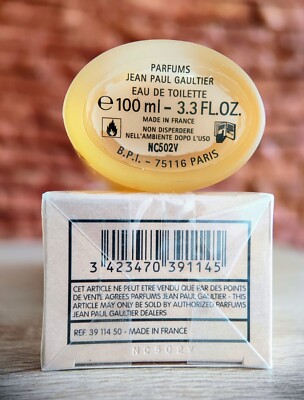 PARFUMS
JEAN PAUL GAULTIER
EAU DE TOILETTE
℮ 100 ml - 3.3 FL.OZ.
MADE IN FRANCE
NON DISPERDERE
NELL'AMBIENTE DOPO L'USO
NC502V
B.P.I. - 75116 PARIS
3 423470 391145
CET ARTICLE NE PEUT ETRE VENDU QUE PAR DES POINTS
DE VENTE AGREES PARFUMS JEAN PAUL GAULTIER - THIS
ARTICLE MAY ONLY BE SOLD BY AUTHORIZED PARFUMS
JEAN PAUL GAULTIER DEALERS
REF 39 114 50 - MADE IN FRANCE
NC502V